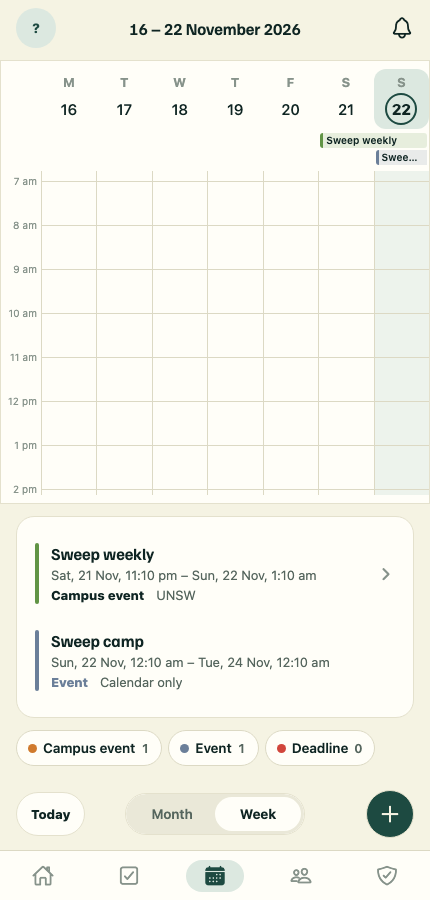 ?
16 – 22 November 2026
M T W T F S S
16 17 18 19 20 21 22
Sweep weekly
Swee...
7 am
8 am
9 am
10 am
11 am
12 pm
1 pm
2 pm
Sweep weekly
Sat, 21 Nov, 11:10 pm – Sun, 22 Nov, 1:10 am
Campus event UNSW
Sweep camp
Sun, 22 Nov, 12:10 am – Tue, 24 Nov, 12:10 am
Event Calendar only
Campus event 1 Event 1 Deadline 0
Today Month Week